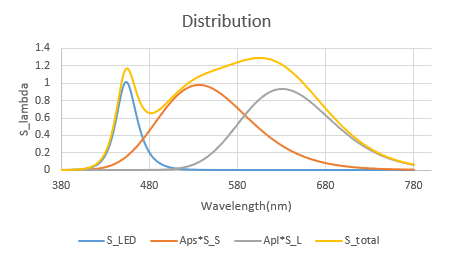 Distribution
1.4
1.2
1
0.8
0.6
0.4
0.2
0
S_lambda
380 480 580 680 780
Wavelength(nm)
S_LED Aps*S_S Apl*S_L S_total